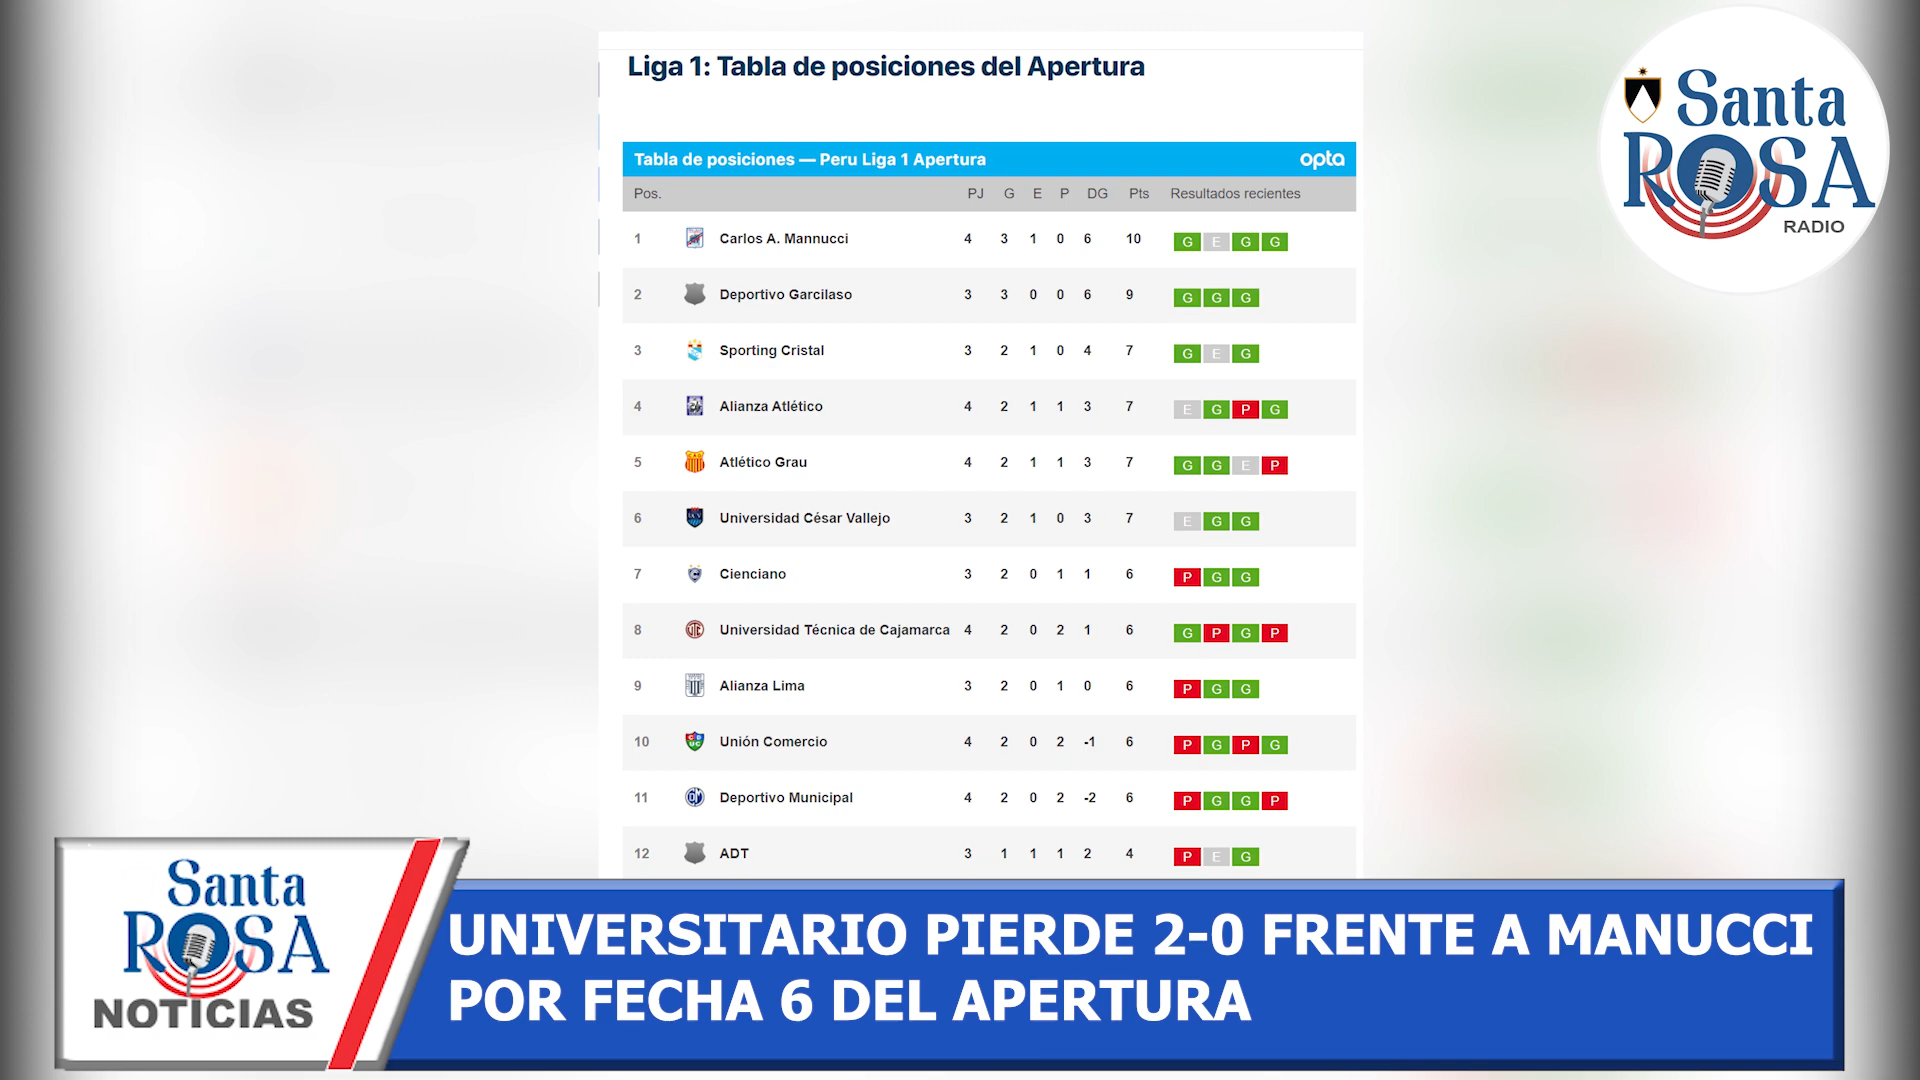 Liga 1: Tabla de posiciones del Apertura
Santa
ROSA
RADIO
Tabla de posiciones — Peru Liga 1 Apertura opta
Pos. PJ G E P DG Pts Resultados recientes
1 Carlos A. Mannucci 4 3 1 0 6 10 G E G G
2 Deportivo Garcilaso 3 3 0 0 6 9 G G G
3 Sporting Cristal 3 2 1 0 4 7 G E G
4 Alianza Atlético 4 2 1 1 3 7 E G P G
5 Atlético Grau 4 2 1 1 3 7 G G E P
6 Universidad César Vallejo 3 2 1 0 3 7 E G G
7 Cienciano 3 2 0 1 1 6 P G G
8 Universidad Técnica de Cajamarca 4 2 0 2 1 6 G P G P
9 Alianza Lima 3 2 0 1 0 6 P G G
10 Unión Comercio 4 2 0 2 -1 6 P G P G
11 Deportivo Municipal 4 2 0 2 -2 6 P G G P
12 ADT 3 1 1 1 2 4 P E G
Santa
ROSA
NOTICIAS
UNIVERSITARIO PIERDE 2-0 FRENTE A MANUCCI
POR FECHA 6 DEL APERTURA